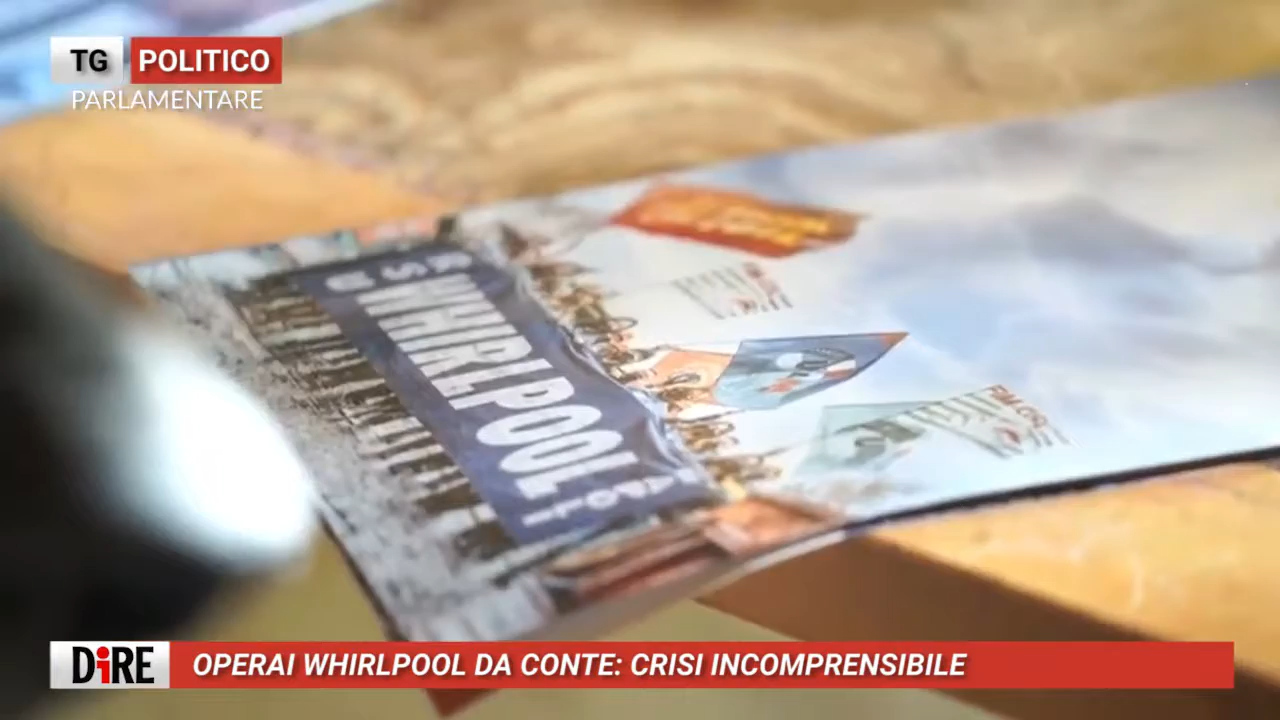 TG POLITICO
PARLAMENTARE
WHIRLPOOL
DiRE OPERAI WHIRLPOOL DA CONTE: CRISI INCOMPRENSIBILE